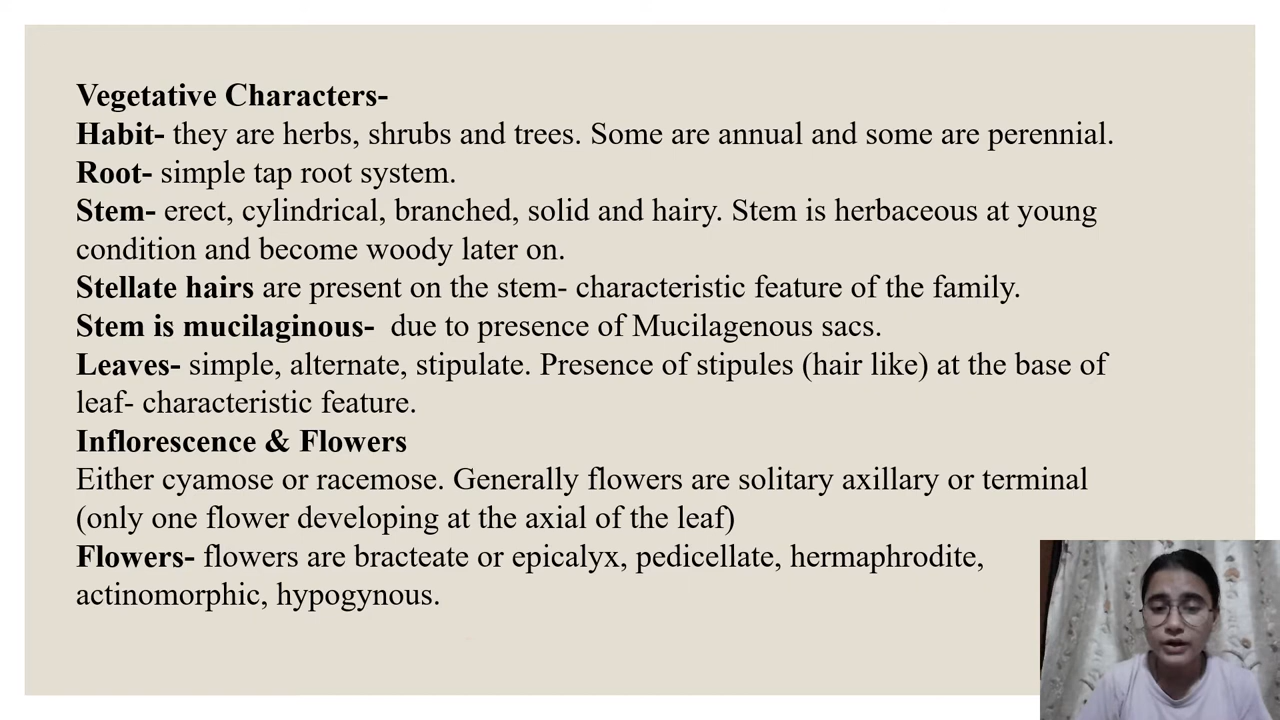 Vegetative Characters-
Habit- they are herbs, shrubs and trees. Some are annual and some are perennial.
Root- simple tap root system.
Stem- erect, cylindrical, branched, solid and hairy. Stem is herbaceous at young
condition and become woody later on.
Stellate hairs are present on the stem- characteristic feature of the family.
Stem is mucilaginous-  due to presence of Mucilagenous sacs.
Leaves- simple, alternate, stipulate. Presence of stipules (hair like) at the base of
leaf- characteristic feature.
Inflorescence & Flowers
Either cyamose or racemose. Generally flowers are solitary axillary or terminal
(only one flower developing at the axial of the leaf)
Flowers- flowers are bracteate or epicalyx, pedicellate, hermaphrodite,
actinomorphic, hypogynous.